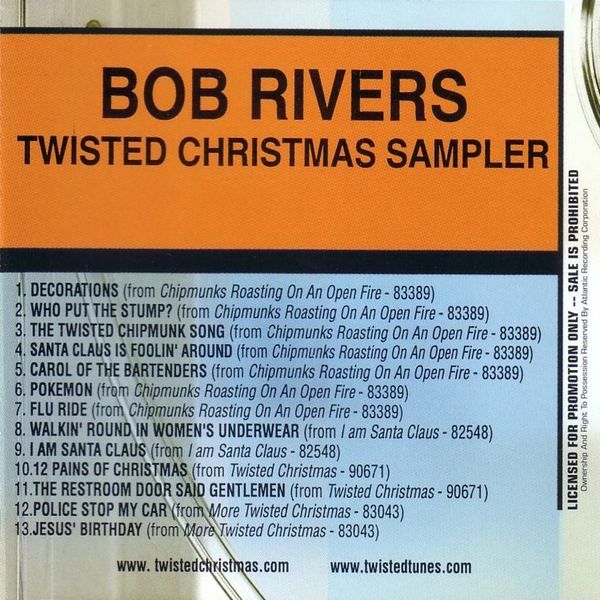 BOB RIVERS
TWISTED CHRISTMAS SAMPLER
1. DECORATIONS (from Chipmunks Roasting On An Open Fire - 83389)
2. WHO PUT THE STUMP? (from Chipmunks Roasting On An Open Fire - 83389)
3. THE TWISTED CHIPMUNK SONG (from Chipmunks Roasting On An Open Fire - 83389)
4. SANTA CLAUS IS FOOLIN' AROUND (from Chipmunks Roasting On An Open Fire - 83389)
5. CAROL OF THE BARTENDERS (from Chipmunks Roasting On An Open Fire - 83389)
6. POKEMON (from Chipmunks Roasting On An Open Fire - 83389)
7. FLU RIDE (from Chipmunks Roasting On An Open Fire - 83389)
8. WALKIN' ROUND IN WOMEN'S UNDERWEAR (from I am Santa Claus - 82548)
9. I AM SANTA CLAUS (from I am Santa Claus - 82548)
10.12 PAINS OF CHRISTMAS (from Twisted Christmas - 90671)
11.THE RESTROOM DOOR SAID GENTLEMEN (from Twisted Christmas - 90671)
12.POLICE STOP MY CAR (from More Twisted Christmas - 83043)
13.JESUS' BIRTHDAY (from More Twisted Christmas - 83043)
www. twistedchristmas.com www.twistedtunes.com
LICENSED FOR PROMOTION ONLY -- SALE IS PROHIBITED
Ownership And Right To Possession Reserved By Atlantic Recording Corporation